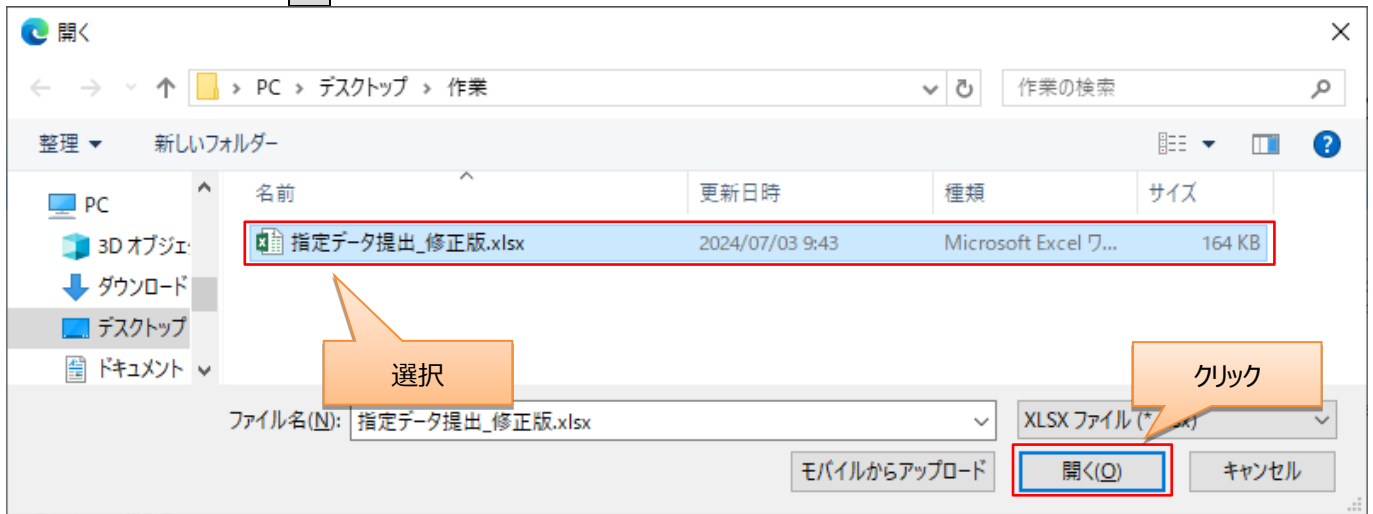 開く
PC › デスクトップ › 作業
作業の検索
整理
新しいフォルダー
名前 更新日時 種類 サイズ
PC
3D オブジェ
ダウンロード
デスクトップ
ドキュメント
指定データ提出_修正版.xlsx 2024/07/03 9:43 Microsoft Excel ワ... 164 KB
選択
クリック
ファイル名(N): 指定データ提出_修正版.xlsx
XLSX ファイル (*
モバイルからアップロード
開く(O)
キャンセル